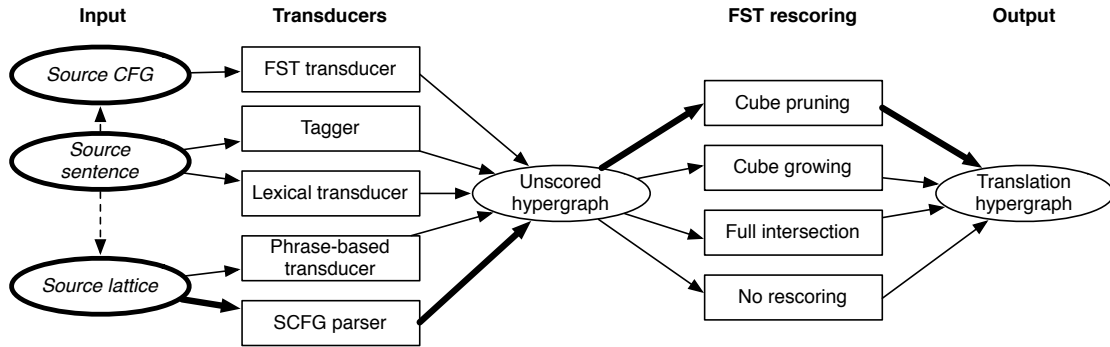 Input
Transducers
FST rescoring
Output
Source CFG
Source
sentence
Source lattice
FST transducer
Tagger
Lexical transducer
Phrase-based
transducer
SCFG parser
Unscored
hypergraph
Cube pruning
Cube growing
Full intersection
No rescoring
Translation
hypergraph